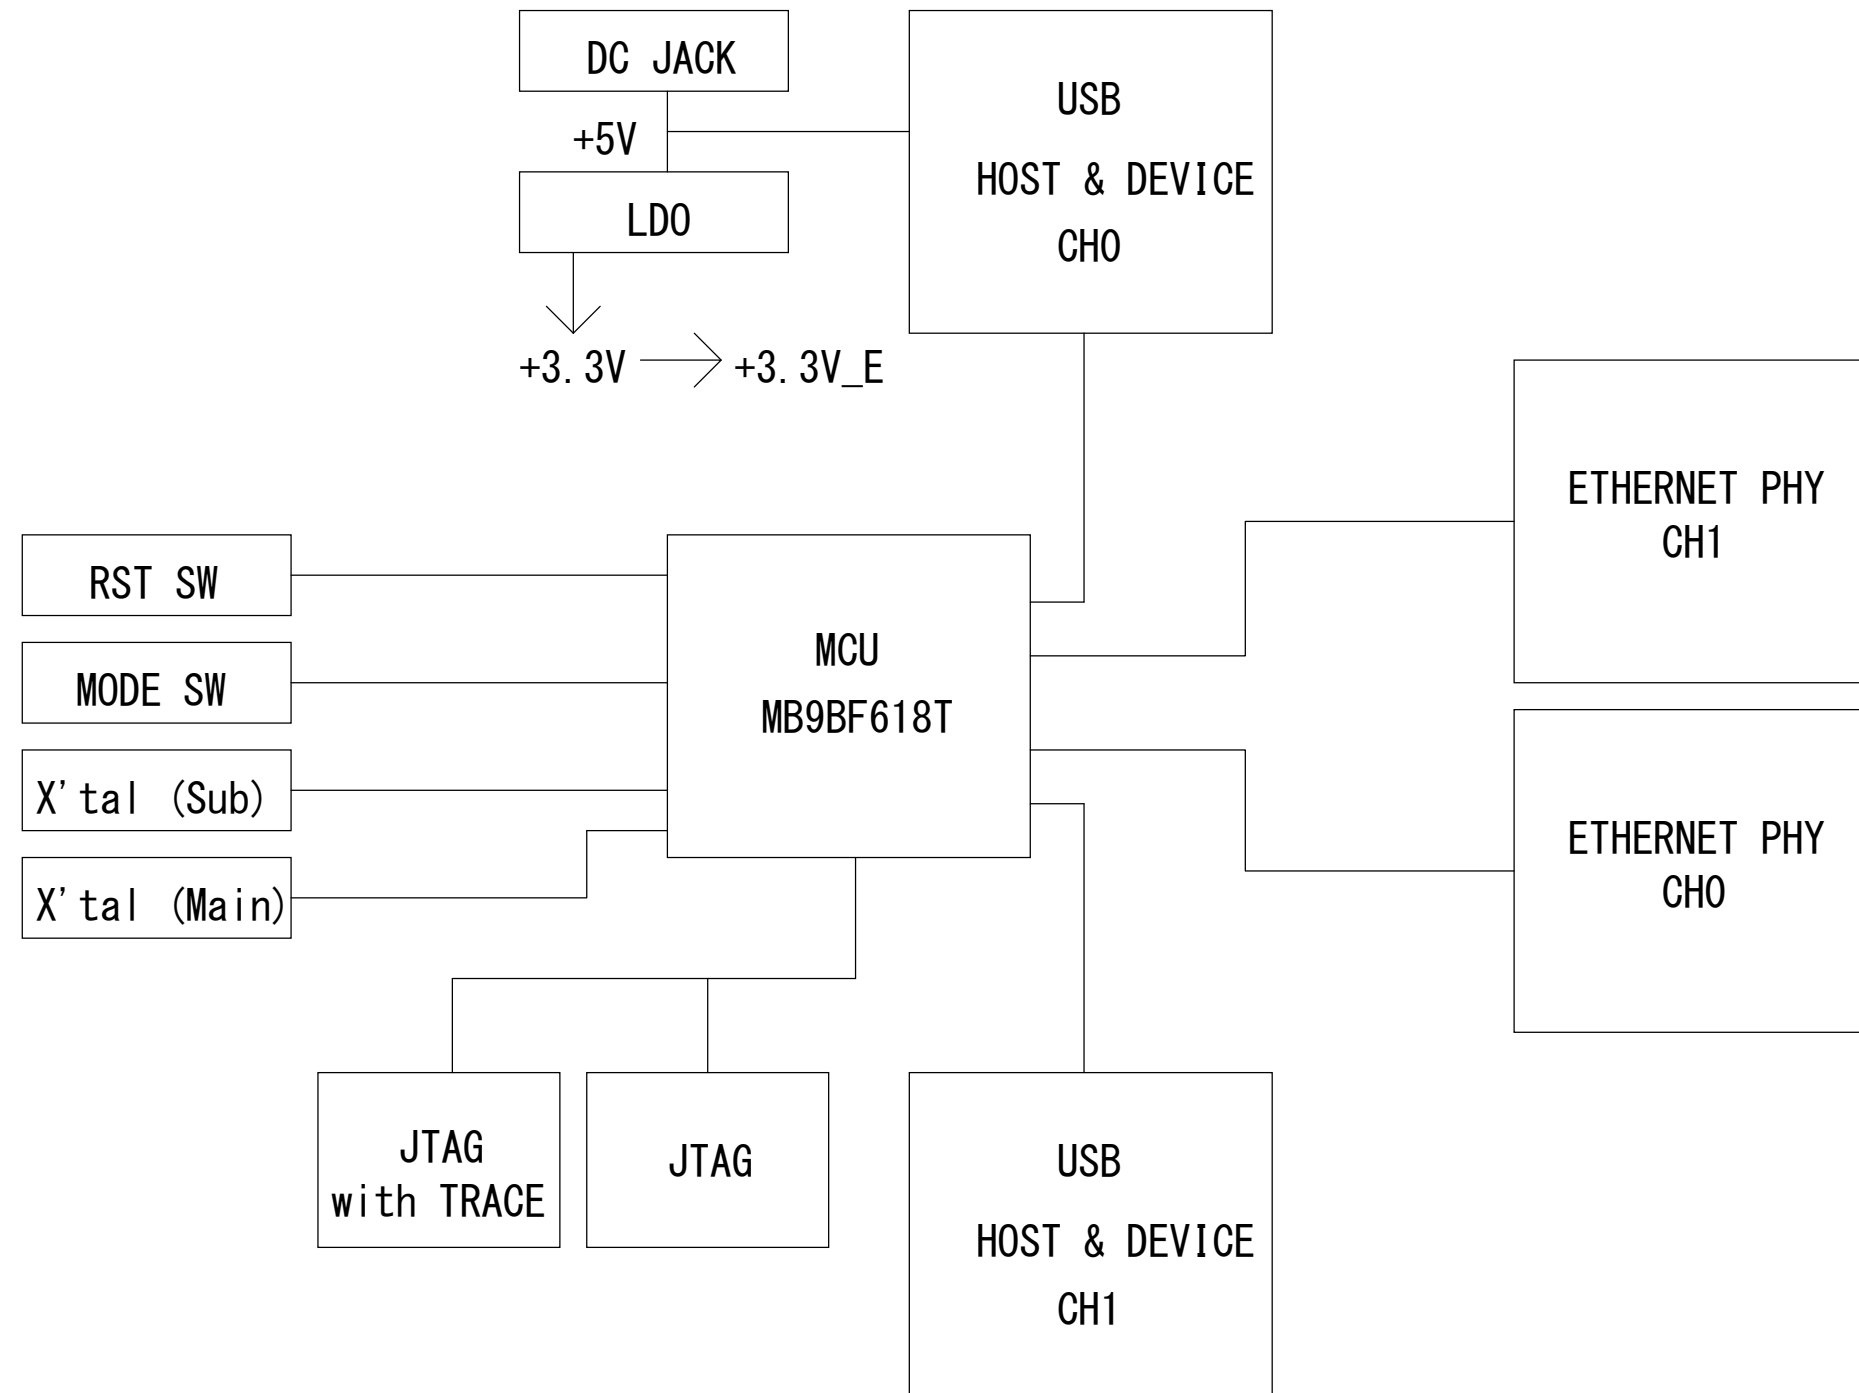 DC JACK
+5V
LDO
+3.3V
+3.3V_E
USB
HOST & DEVICE
CH0
ETHERNET PHY
CH1
RST SW
MODE SW
X'tal (Sub)
X'tal (Main)
MCU
MB9BF618T
ETHERNET PHY
CH0
JTAG
with TRACE
JTAG
USB
HOST & DEVICE
CH1